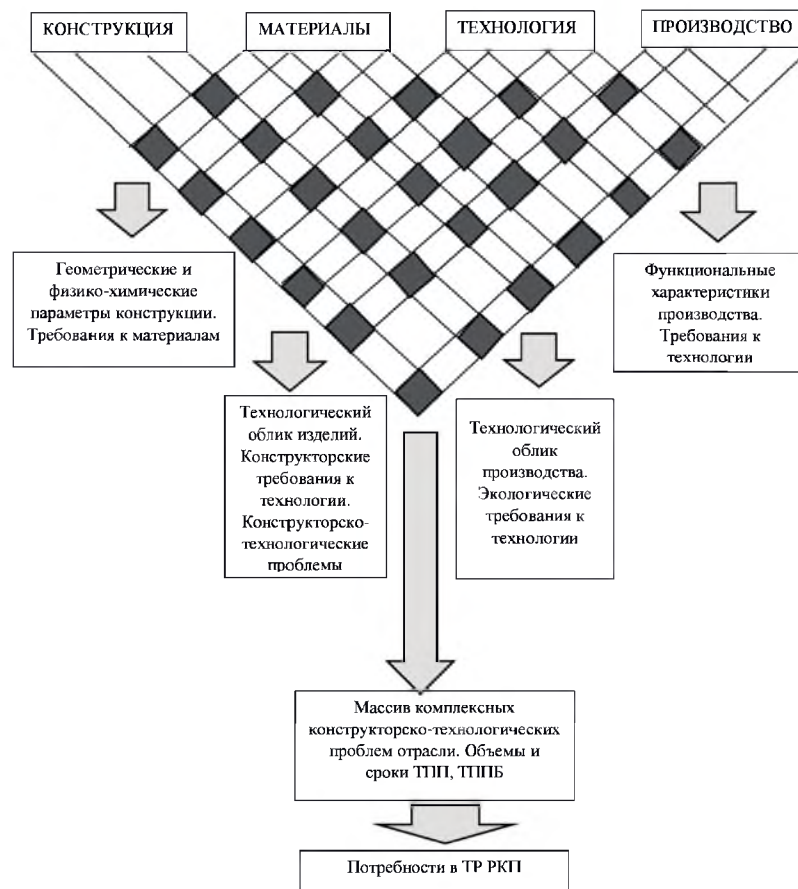 КОНСТРУКЦИЯ
МАТЕРИАЛЫ
ТЕХНОЛОГИЯ
ПРОИЗВОДСТВО
Геометрические и
физико-химические
параметры конструкции.
Требования к материалам
Функциональные
характеристики
производства.
Требования к
технологии
Технологический
облик изделий.
Конструкторские
требования к
технологии.
Конструкторско-
технологические
проблемы
Технологический
облик
производства.
Экологические
требования к
технологии
Массив комплексных
конструкторско-технологических
проблем отрасли. Объемы и
сроки ТПП, ТППБ
Потребности в ТР РКП